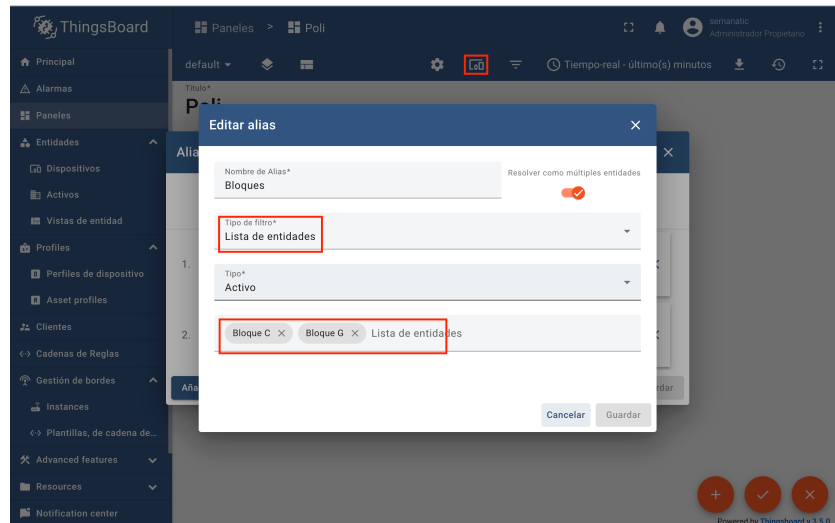 ThingsBoard
Paneles > Poli
semanatic
Administrador Propietario
Principal
Alarmas
Paneles
Entidades
Dispositivos
Activos
Vistas de entidad
Profiles
Perfiles de dispositivo
Asset profiles
Clientes
Cadenas de Reglas
Gestión de bordes
Instances
Plantillas, de cadena de...
Advanced features
Resources
Notification center
default
Tiempo-real - último(s) minutos
Título*
Poli
Alia
1.
2.
Aña
rdar
Editar alias
Nombre de Alias*
Bloques
Resolver como múltiples entidades
Tipo de filtro*
Lista de entidades
Tipo*
Activo
Bloque C Bloque G Lista de entidades
Cancelar Guardar
Powered by Thingsboard v.3.5.0